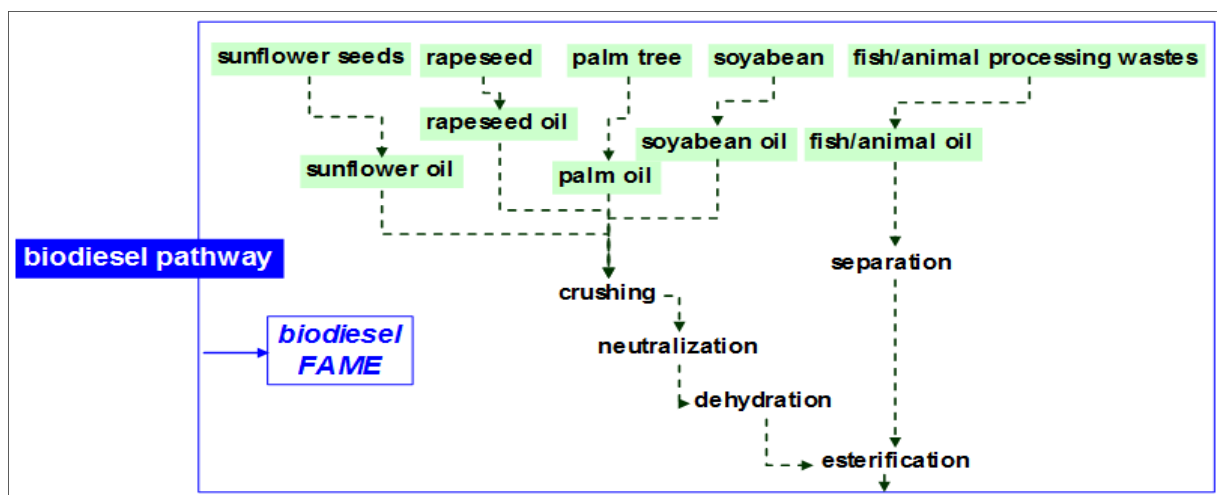 sunflower seeds
rapeseed
palm tree
soyabean
fish/animal processing wastes
rapeseed oil
soyabean oil
fish/animal oil
sunflower oil
palm oil
biodiesel pathway
separation
crushing
biodiesel
FAME
neutralization
dehydration
esterification